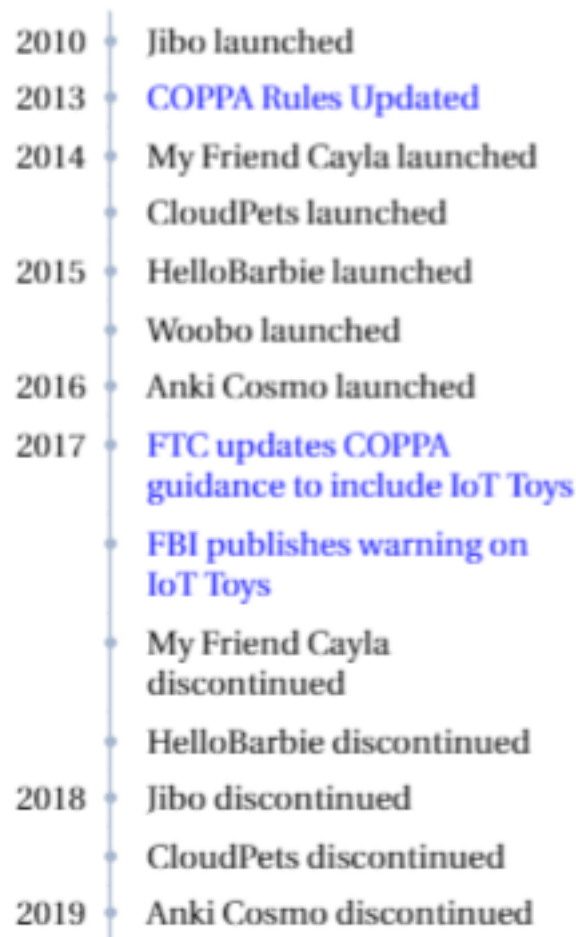 2010 Jibo launched
2013 COPPA Rules Updated
2014 My Friend Cayla launched
CloudPets launched
2015 HelloBarbie launched
Woobo launched
2016 Anki Cosmo launched
2017 FTC updates COPPA
guidance to include IoT Toys
FBI publishes warning on
IoT Toys
My Friend Cayla
discontinued
HelloBarbie discontinued
2018 Jibo discontinued
CloudPets discontinued
2019 Anki Cosmo discontinued